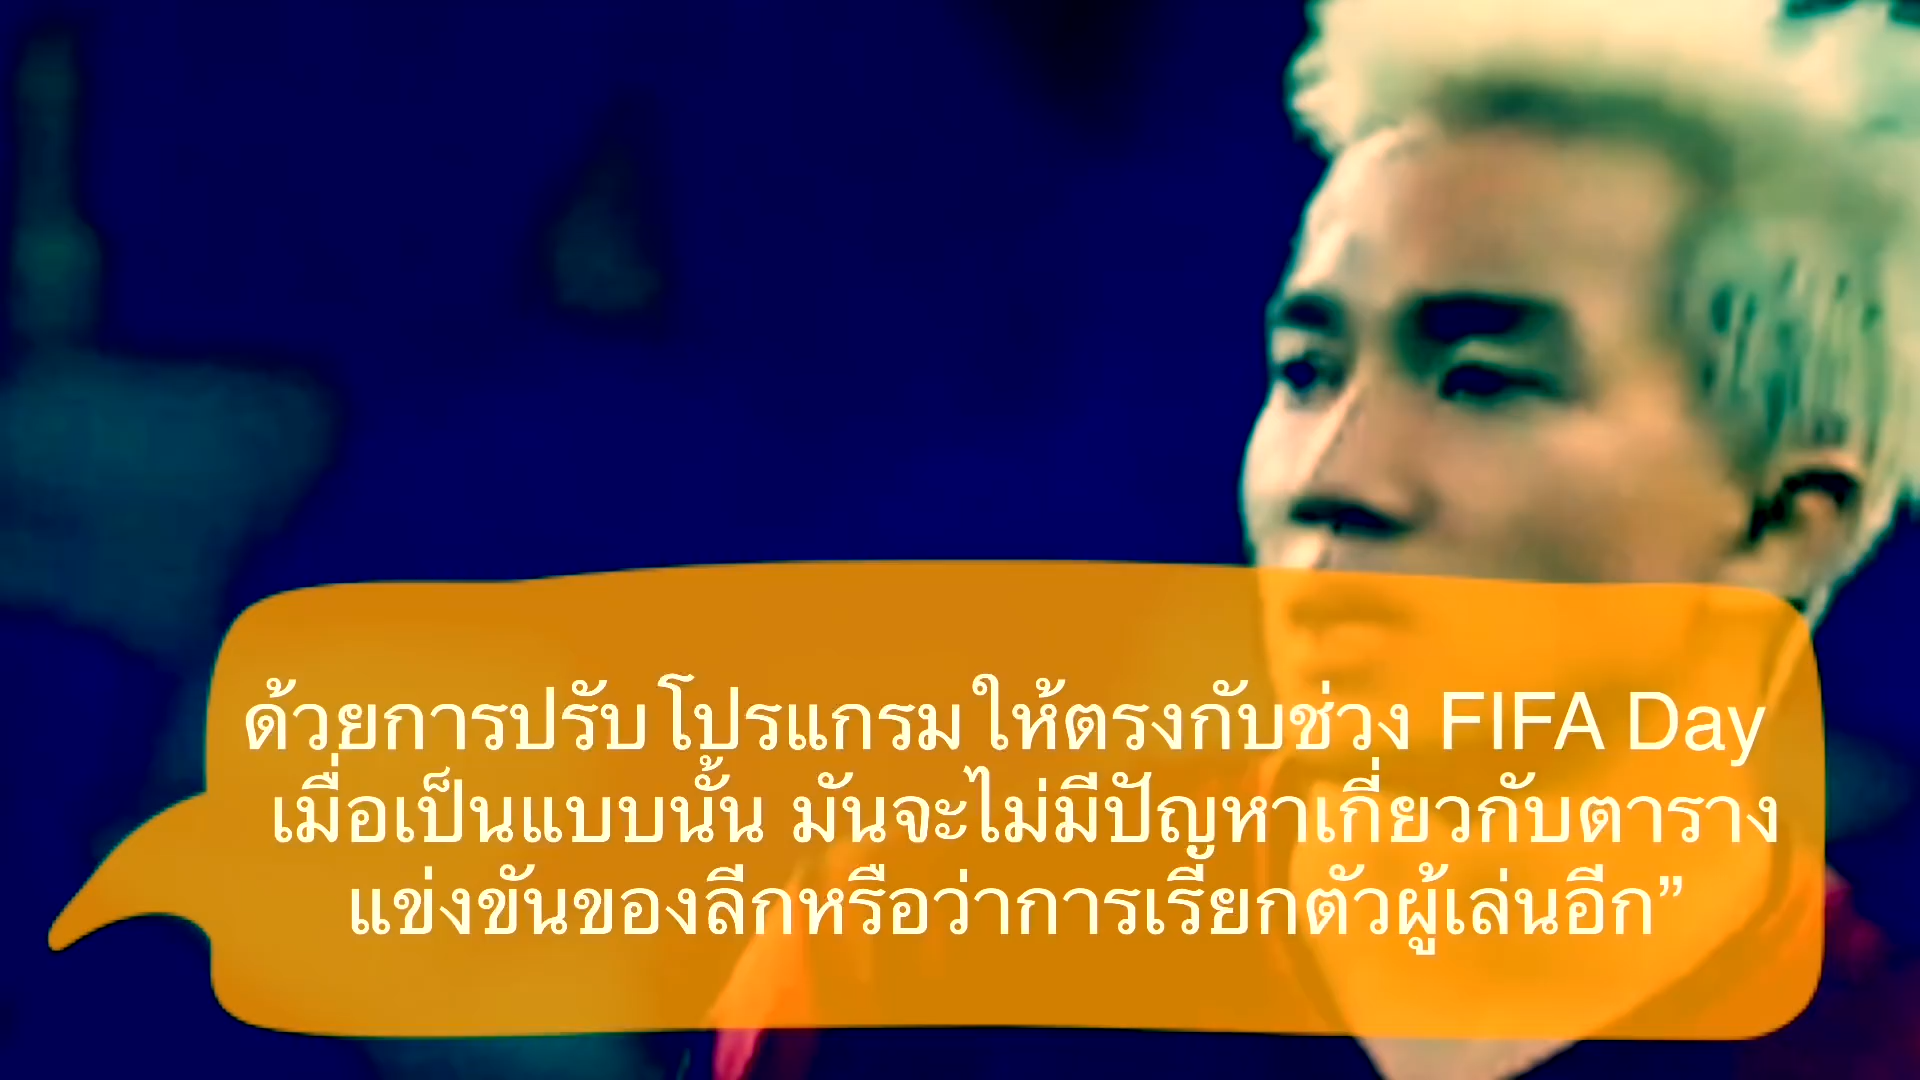 ด้วยการปรับโปรแกรมให้ตรงกับช่วง FIFA Day
เมื่อเป็นแบบนั้น มันจะไม่มีปัญหาเกี่ยวกับตาราง
แข่งขันของลีกหรือว่าการเรียกตัวผู้เล่นอีก”